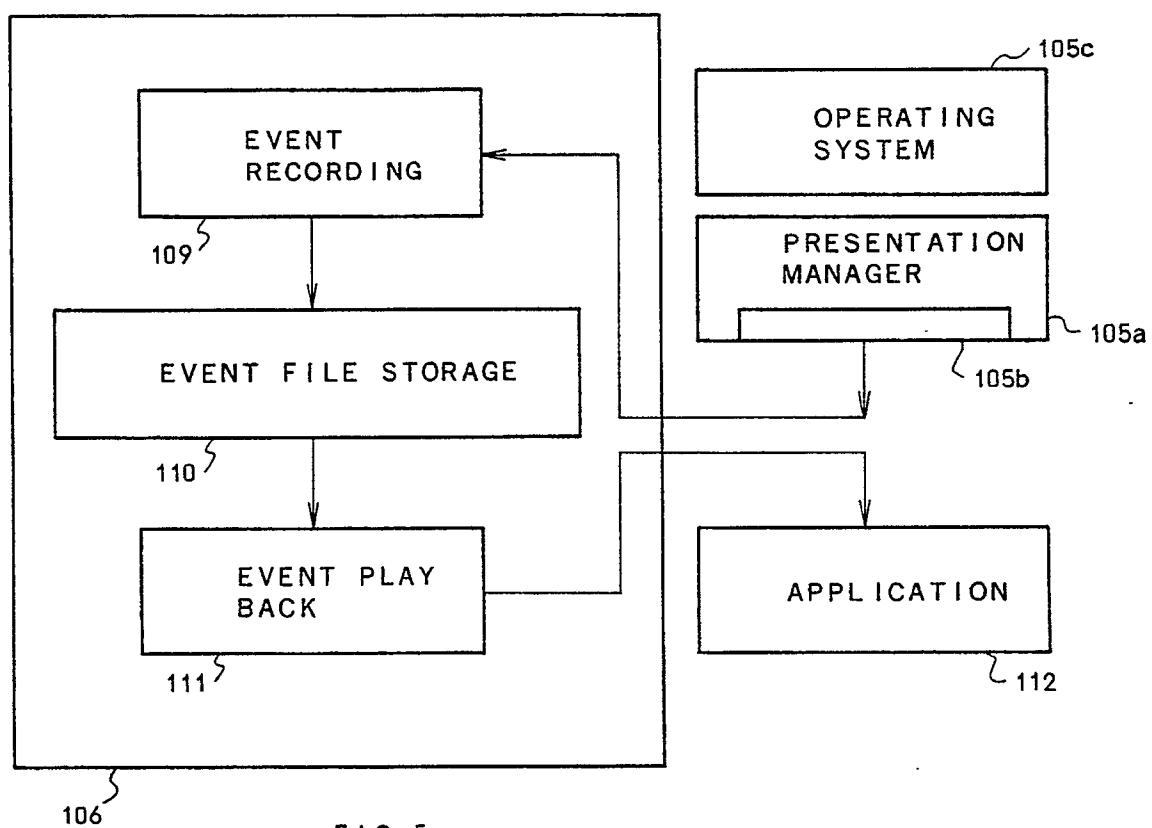 105c
OPERATING
SYSTEM
EVENT
RECORDING
109
PRESENTATION
MANAGER
105a
105b
EVENT FILE STORAGE
110
EVENT PLAY
BACK
111
APPLICATION
112
106